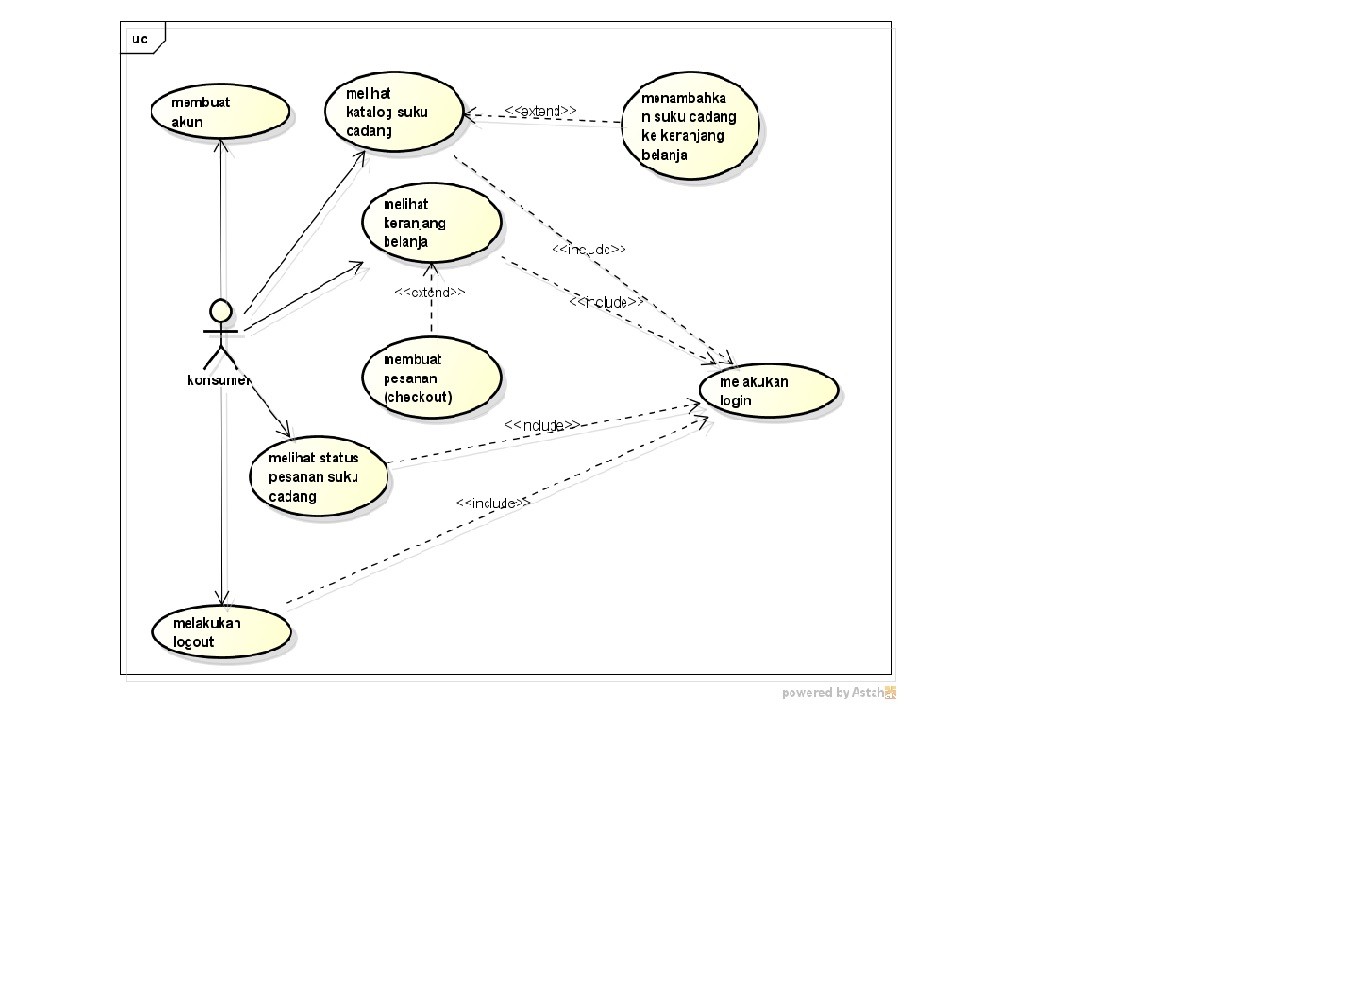 uc
membuat
akun
melihat
katalog suku
cadang
<<extend>>
menambahka
n suku cadang
ke keranjang
belanja
melihat
keranjang
belanja
<<include>>
<<extend>>
<<include>>
konsumen
membuat
pesanan
(checkout)
melakukan
login
<<include>>
melihat status
pesanan suku
cadang
<<include>>
melakukan
logout
powered by Astah